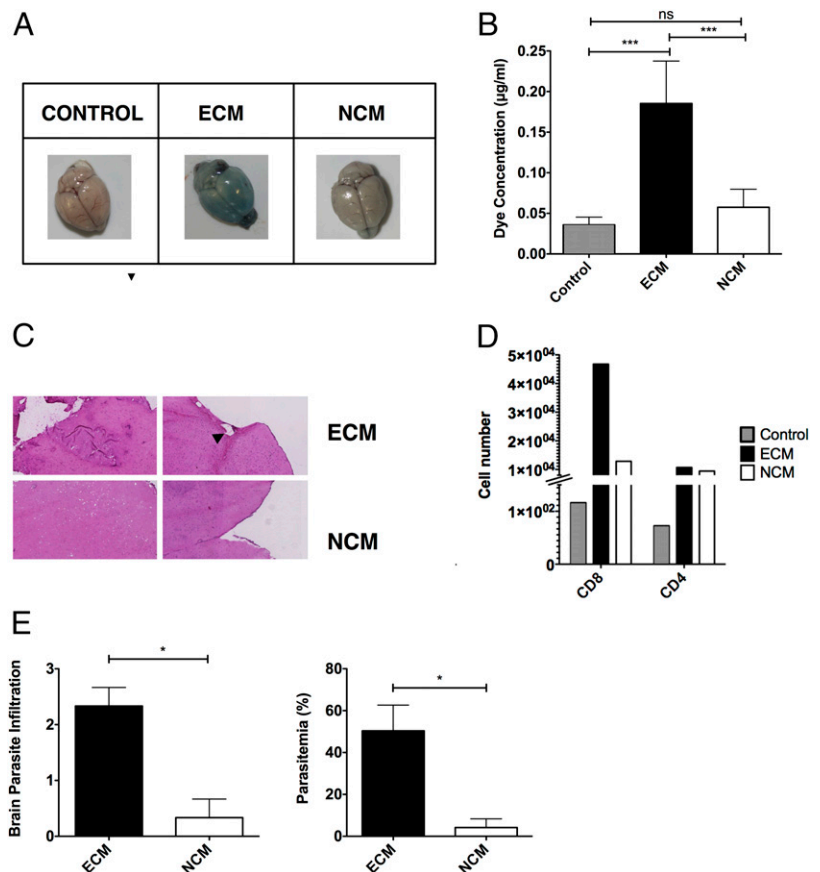 A
CONTROL ECM NCM
B
ns
*** ***
Dye Concentration (µg/ml)
0.25
0.20
0.15
0.10
0.05
0.00
Control ECM NCM
C
ECM
NCM
D
Cell number
5×10^04
4×10^04
3×10^04
2×10^04
1×10^04
1×10^02
0
CD8 CD4
Control
ECM
NCM
E
*
Brain Parasite Infiltration
3
2
1
0
ECM NCM
*
Parasitemia (%)
80
60
40
20
0
ECM NCM